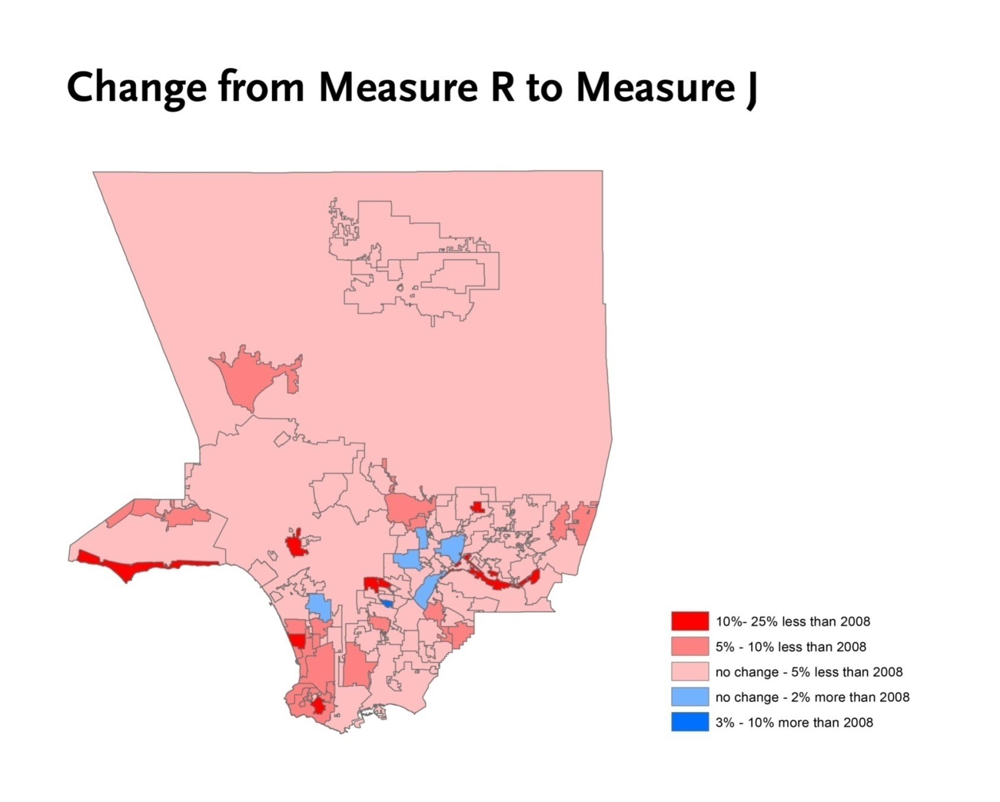 Change from Measure R to Measure J
10%- 25% less than 2008
5% - 10% less than 2008
no change - 5% less than 2008
no change - 2% more than 2008
3% - 10% more than 2008